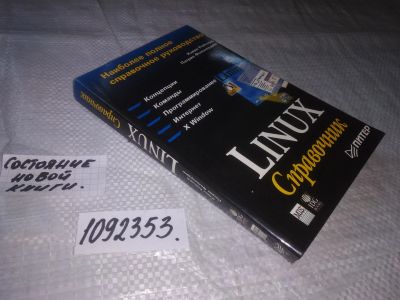 Наиболее полное
справочное руководство
Концепции
Команды
Программирование
Интернет
X Window
LINUX
Справочник
ПИТЕР
LINUX
Справочник
СОСТОЯНИЕ
НОВОЙ
КНИГИ.
1092353.